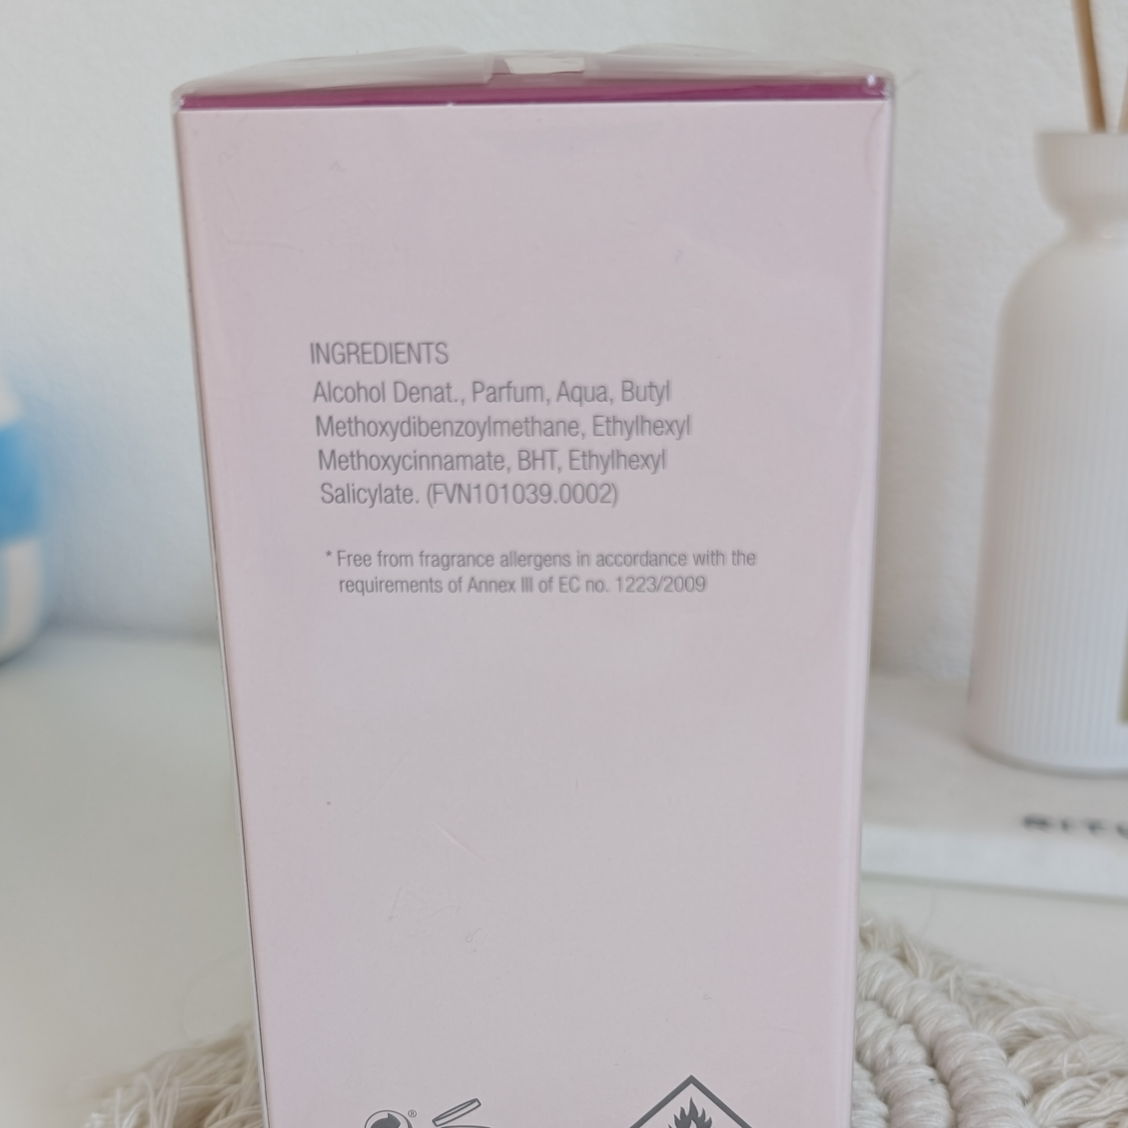 INGREDIENTS
Alcohol Denat., Parfum, Aqua, Butyl
Methoxydibenzoylmethane, Ethylhexyl
Methoxycinnamate, BHT, Ethylhexyl
Salicylate. (FVN101039.0002)
* Free from fragrance allergens in accordance with the
requirements of Annex III of EC no. 1223/2009
®